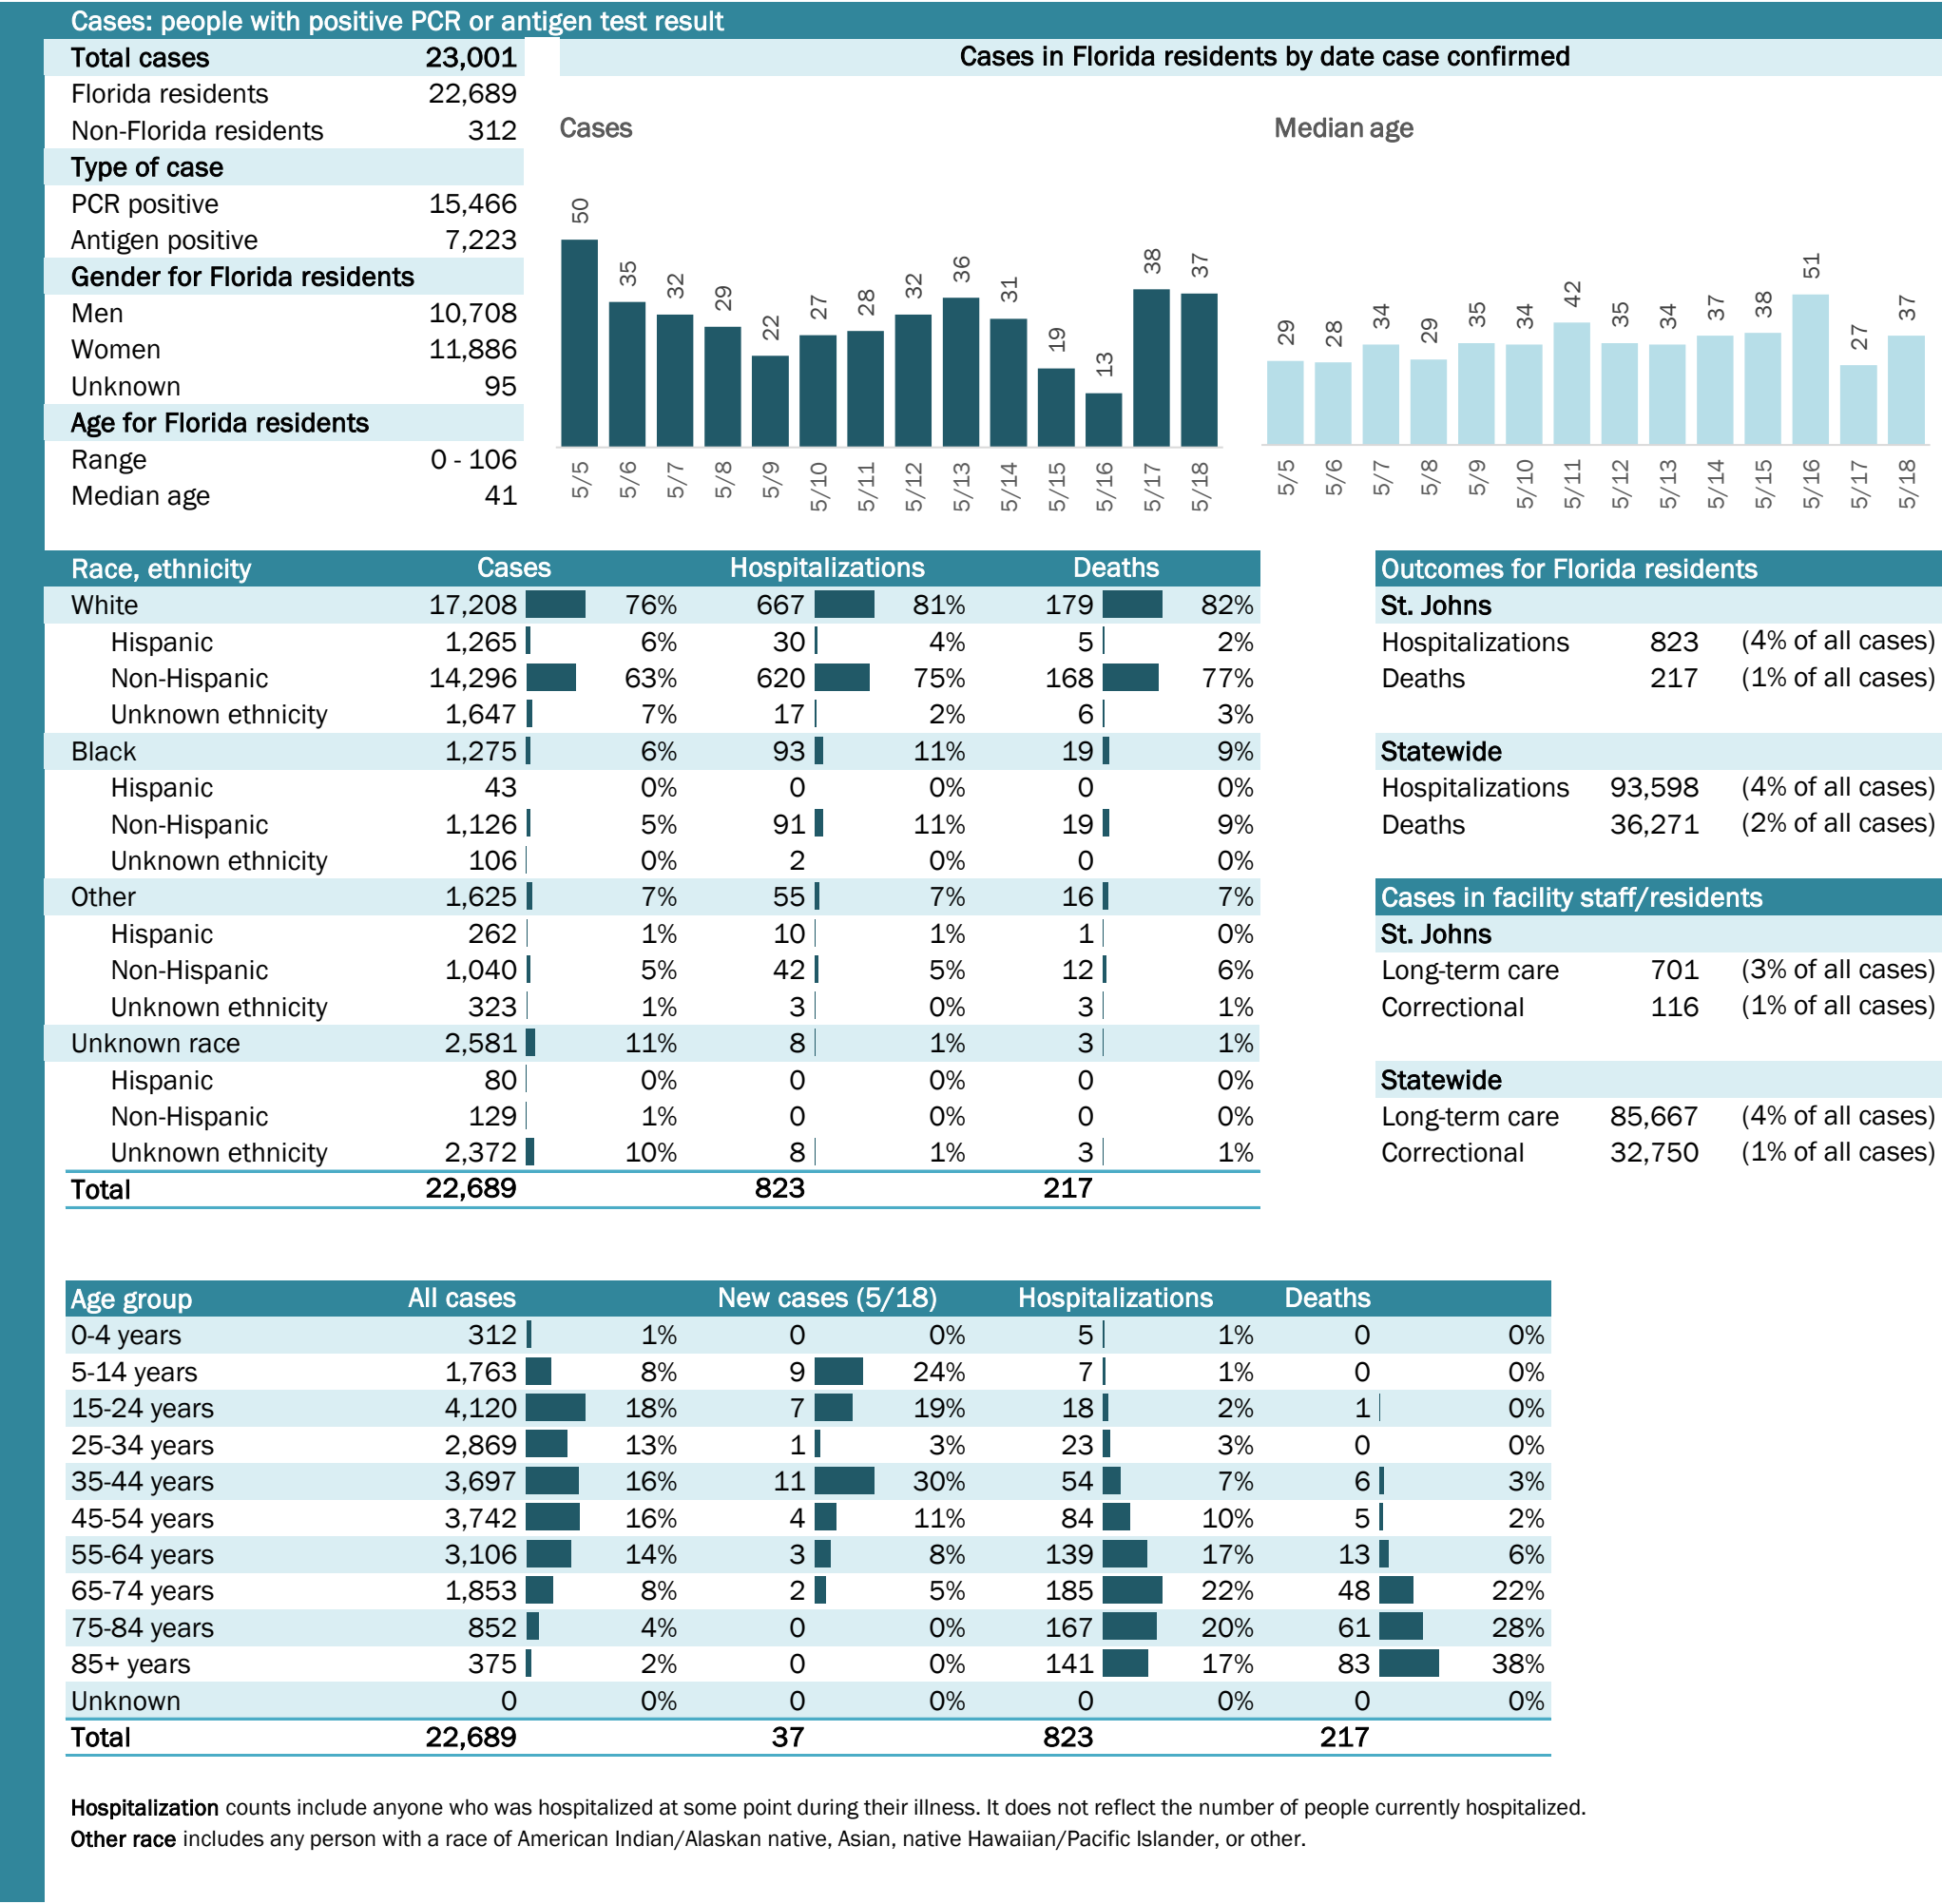 Cases: people with positive PCR or antigen test result
Total cases 23,001
Florida residents 22,689
Non-Florida residents 312
Type of case
PCR positive 15,466
Antigen positive 7,223
Gender for Florida residents
Men 10,708
Women 11,886
Unknown 95
Age for Florida residents
Range 0 - 106
Median age 41
Cases in Florida residents by date case confirmed
Cases
50 35 32 29 22 27 28 32 36 31 19 13 38 37
5/5 5/6 5/7 5/8 5/9 5/10 5/11 5/12 5/13 5/14 5/15 5/16 5/17 5/18
Median age
29 28 34 29 35 34 42 35 34 37 38 51 27 37
5/5 5/6 5/7 5/8 5/9 5/10 5/11 5/12 5/13 5/14 5/15 5/16 5/17 5/18
Race, ethnicity Cases Hospitalizations Deaths
White 17,208 76% 667 81% 179 82%
Hispanic 1,265 6% 30 4% 5 2%
Non-Hispanic 14,296 63% 620 75% 168 77%
Unknown ethnicity 1,647 7% 17 2% 6 3%
Black 1,275 6% 93 11% 19 9%
Hispanic 43 0% 0 0% 0 0%
Non-Hispanic 1,126 5% 91 11% 19 9%
Unknown ethnicity 106 0% 2 0% 0 0%
Other 1,625 7% 55 7% 16 7%
Hispanic 262 1% 10 1% 1 0%
Non-Hispanic 1,040 5% 42 5% 12 6%
Unknown ethnicity 323 1% 3 0% 3 1%
Unknown race 2,581 11% 8 1% 3 1%
Hispanic 80 0% 0 0% 0 0%
Non-Hispanic 129 1% 0 0% 0 0%
Unknown ethnicity 2,372 10% 8 1% 3 1%
Total 22,689 823 217
Outcomes for Florida residents
St. Johns
Hospitalizations 823 (4% of all cases)
Deaths 217 (1% of all cases)
Statewide
Hospitalizations 93,598 (4% of all cases)
Deaths 36,271 (2% of all cases)
Cases in facility staff/residents
St. Johns
Long-term care 701 (3% of all cases)
Correctional 116 (1% of all cases)
Statewide
Long-term care 85,667 (4% of all cases)
Correctional 32,750 (1% of all cases)
Age group All cases New cases (5/18) Hospitalizations Deaths
0-4 years 312 1% 0 0% 5 1% 0 0%
5-14 years 1,763 8% 9 24% 7 1% 0 0%
15-24 years 4,120 18% 7 19% 18 2% 1 0%
25-34 years 2,869 13% 1 3% 23 3% 0 0%
35-44 years 3,697 16% 11 30% 54 7% 6 3%
45-54 years 3,742 16% 4 11% 84 10% 5 2%
55-64 years 3,106 14% 3 8% 139 17% 13 6%
65-74 years 1,853 8% 2 5% 185 22% 48 22%
75-84 years 852 4% 0 0% 167 20% 61 28%
85+ years 375 2% 0 0% 141 17% 83 38%
Unknown 0 0% 0 0% 0 0% 0 0%
Total 22,689 37 823 217
Hospitalization counts include anyone who was hospitalized at some point during their illness. It does not reflect the number of people currently hospitalized.
Other race includes any person with a race of American Indian/Alaskan native, Asian, native Hawaiian/Pacific Islander, or other.